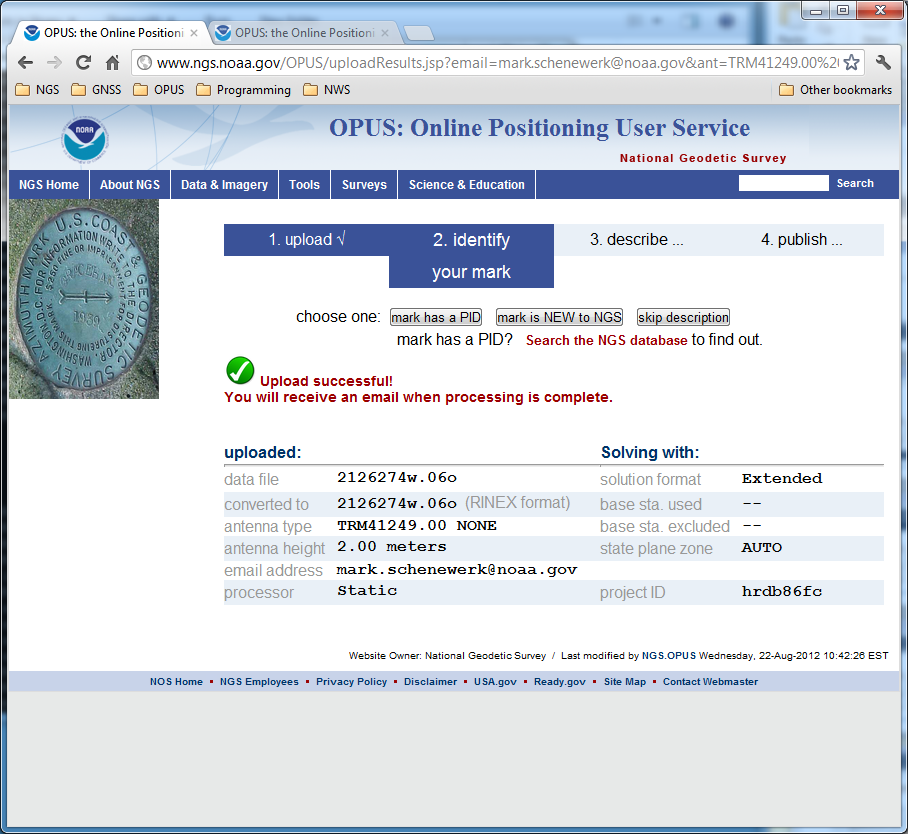 OPUS: the Online Positioni
OPUS: the Online Positioni
www.ngs.noaa.gov/OPUS/uploadResults.jsp?email=mark.schenewerk@noaa.gov&ant=TRM41249.00%2
NGS GNSS OPUS Programming NWS Other bookmarks
NOAA
OPUS: Online Positioning User Service
National Geodetic Survey
NGS Home About NGS Data & Imagery Tools Surveys Science & Education Search
U.S. COAST & GEODETIC SURVEY
AZIMUTH MARK
FOR INFORMATION WRITE TO THE DIRECTOR, WASHINGTON, D.C.
$250 FINE OR IMPRISONMENT FOR DISTURBING THIS MARK
1936
1. upload √ 2. identify your mark 3. describe ... 4. publish ...
choose one: mark has a PID mark is NEW to NGS skip description
mark has a PID? Search the NGS database to find out.
Upload successful!
You will receive an email when processing is complete.
uploaded: Solving with:
data file 2126274w.06o solution format Extended
converted to 2126274w.06o (RINEX format) base sta. used --
antenna type TRM41249.00 NONE base sta. excluded --
antenna height 2.00 meters state plane zone AUTO
email address mark.schenewerk@noaa.gov
processor Static project ID hrdb86fc
Website Owner: National Geodetic Survey / Last modified by NGS.OPUS Wednesday, 22-Aug-2012 10:42:26 EST
NOS Home ▪ NGS Employees ▪ Privacy Policy ▪ Disclaimer ▪ USA.gov ▪ Ready.gov ▪ Site Map ▪ Contact Webmaster